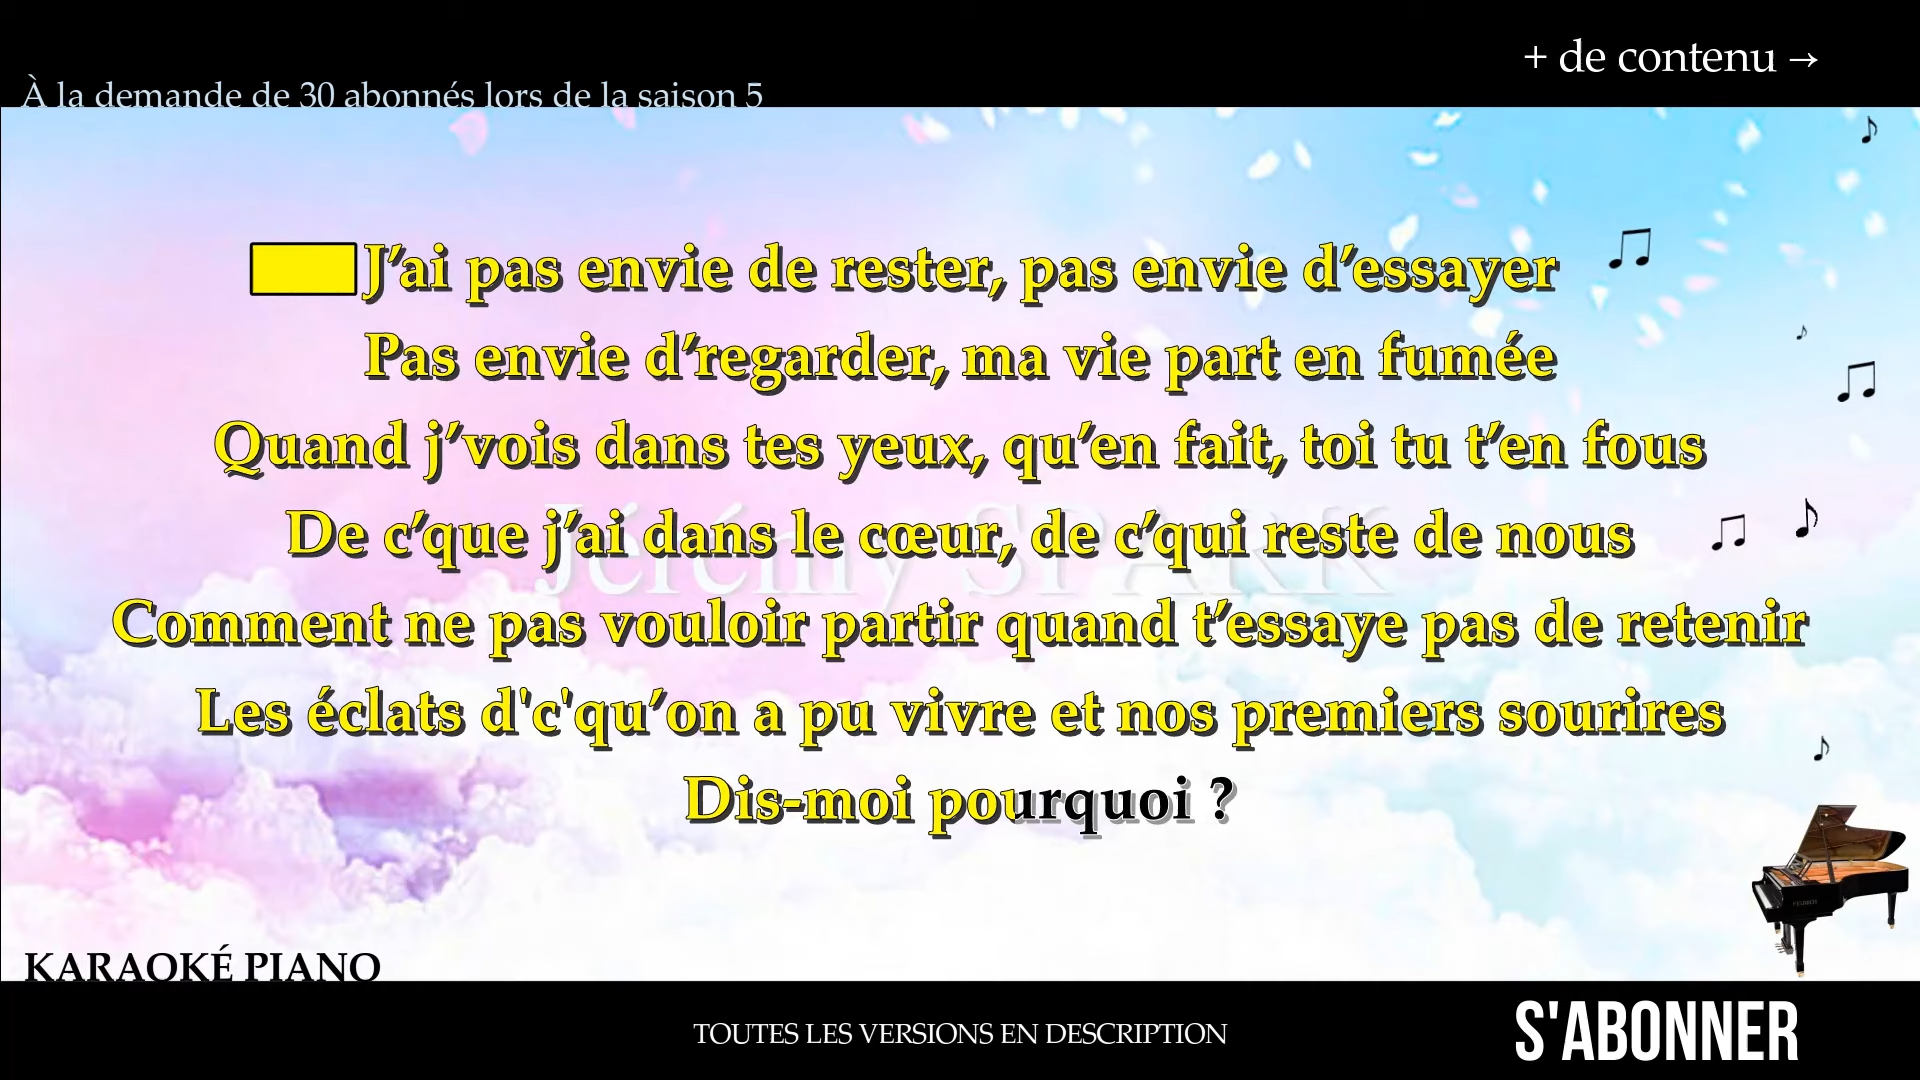 + de contenu →
À la demande de 30 abonnés lors de la saison 5
J’ai pas envie de rester, pas envie d’essayer
Pas envie d’regarder, ma vie part en fumée
Quand j’vois dans tes yeux, qu’en fait, toi tu t’en fous
De c’que j’ai dans le cœur, de c’qui reste de nous
Jérémy SPARK
Comment ne pas vouloir partir quand t’essaye pas de retenir
Les éclats d'c'qu’on a pu vivre et nos premiers sourires
Dis-moi pourquoi ?
KARAOKÉ PIANO
TOUTES LES VERSIONS EN DESCRIPTION
S'ABONNER